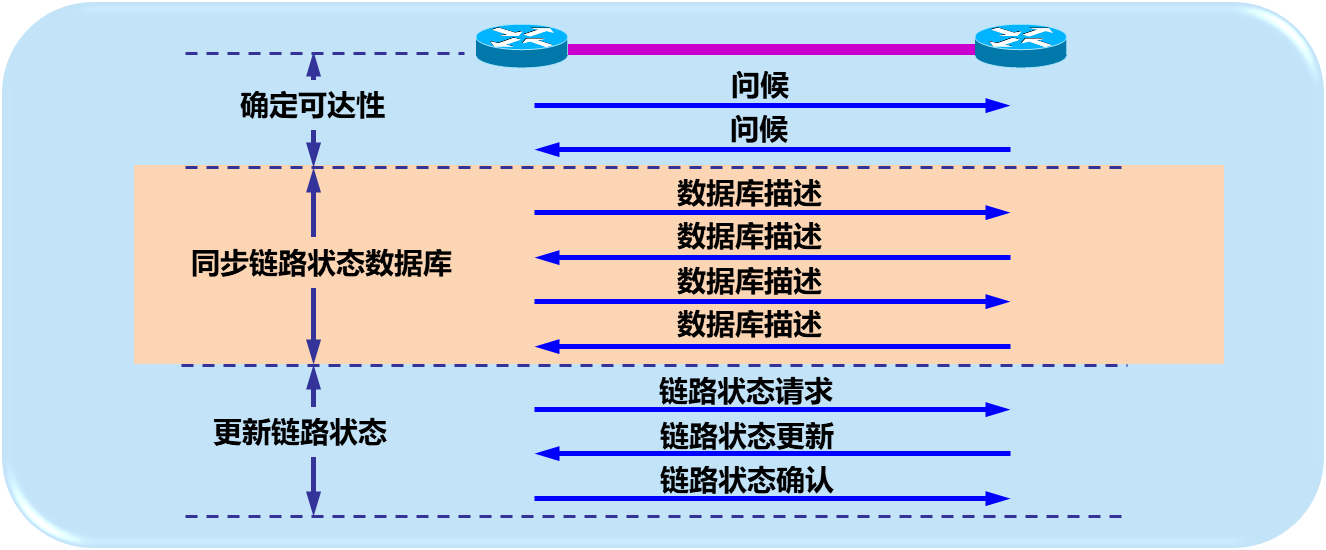 问候
确定可达性
问候
数据库描述
数据库描述
同步链路状态数据库
数据库描述
数据库描述
链路状态请求
更新链路状态
链路状态更新
链路状态确认